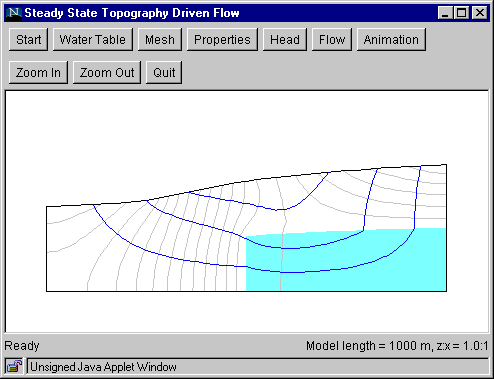 Steady State Topography Driven Flow
Start Water Table Mesh Properties Head Flow Animation
Zoom In Zoom Out Quit
Ready Model length = 1000 m, z:x = 1.0:1
Unsigned Java Applet Window